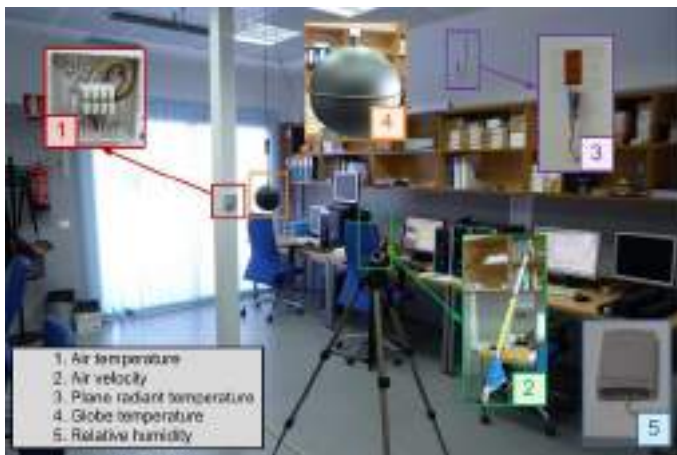 1
4
3
2
5
1. Air temperature
2. Air velocity
3. Plane radiant temperature
4. Globe temperature
5. Relative humidity